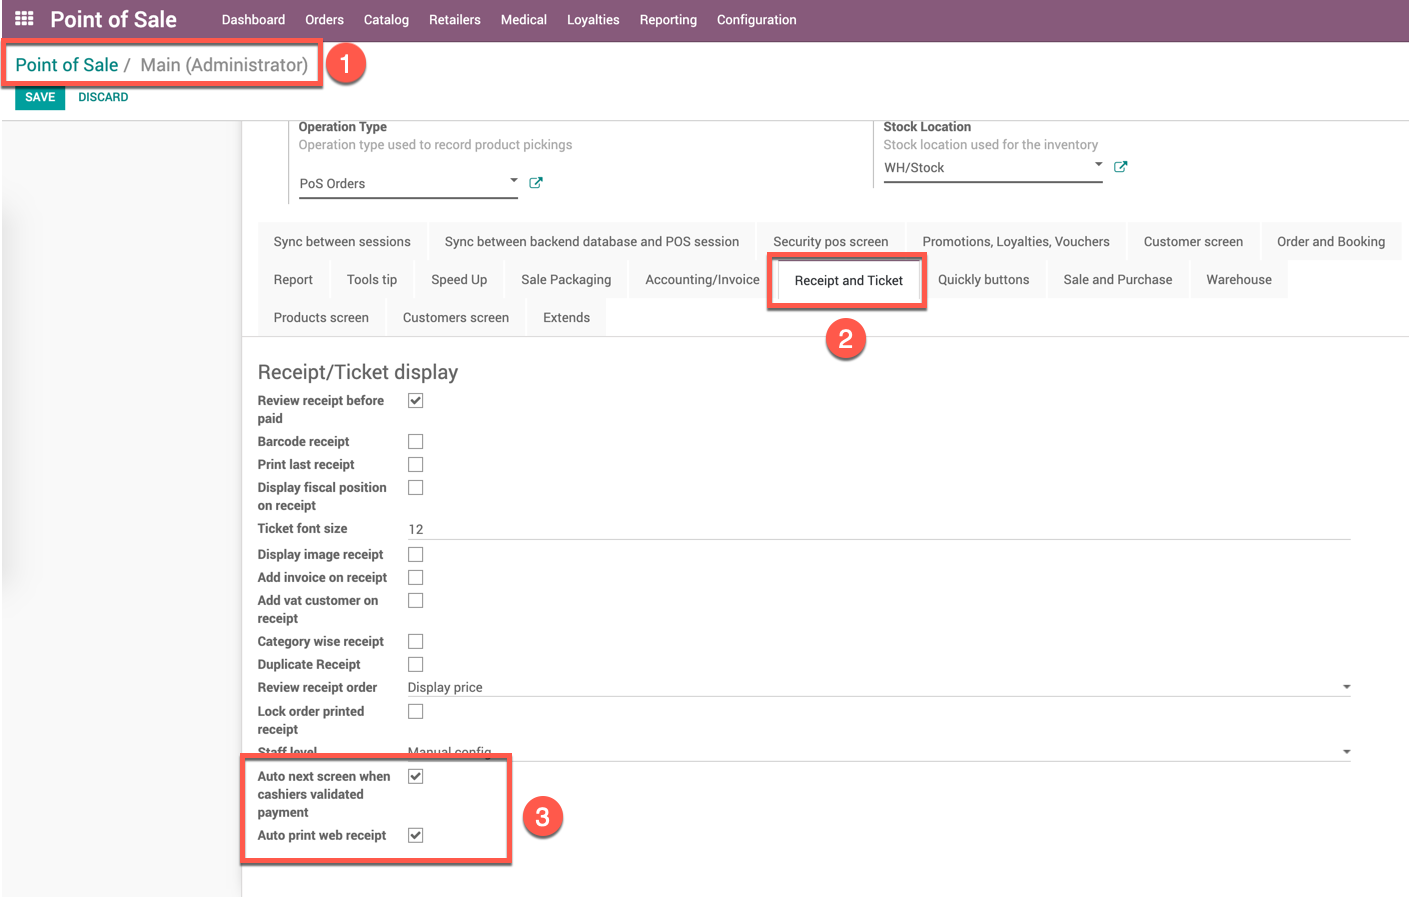 Point of Sale Dashboard Orders Catalog Retailers Medical Loyalties Reporting Configuration
Point of Sale / Main (Administrator) 1
SAVE DISCARD
Operation Type
Operation type used to record product pickings
PoS Orders
Stock Location
Stock location used for the inventory
WH/Stock
Sync between sessions Sync between backend database and POS session Security pos screen Promotions, Loyalties, Vouchers Customer screen Order and Booking
Report Tools tip Speed Up Sale Packaging Accounting/Invoice Receipt and Ticket Quickly buttons Sale and Purchase Warehouse
2
Products screen Customers screen Extends
Receipt/Ticket display
Review receipt before
paid
Barcode receipt
Print last receipt
Display fiscal position
on receipt
Ticket font size 12
Display image receipt
Add invoice on receipt
Add vat customer on
receipt
Category wise receipt
Duplicate Receipt
Review receipt order Display price
Lock order printed
receipt
Staff level Manual config
Auto next screen when
cashiers validated
payment
3
Auto print web receipt